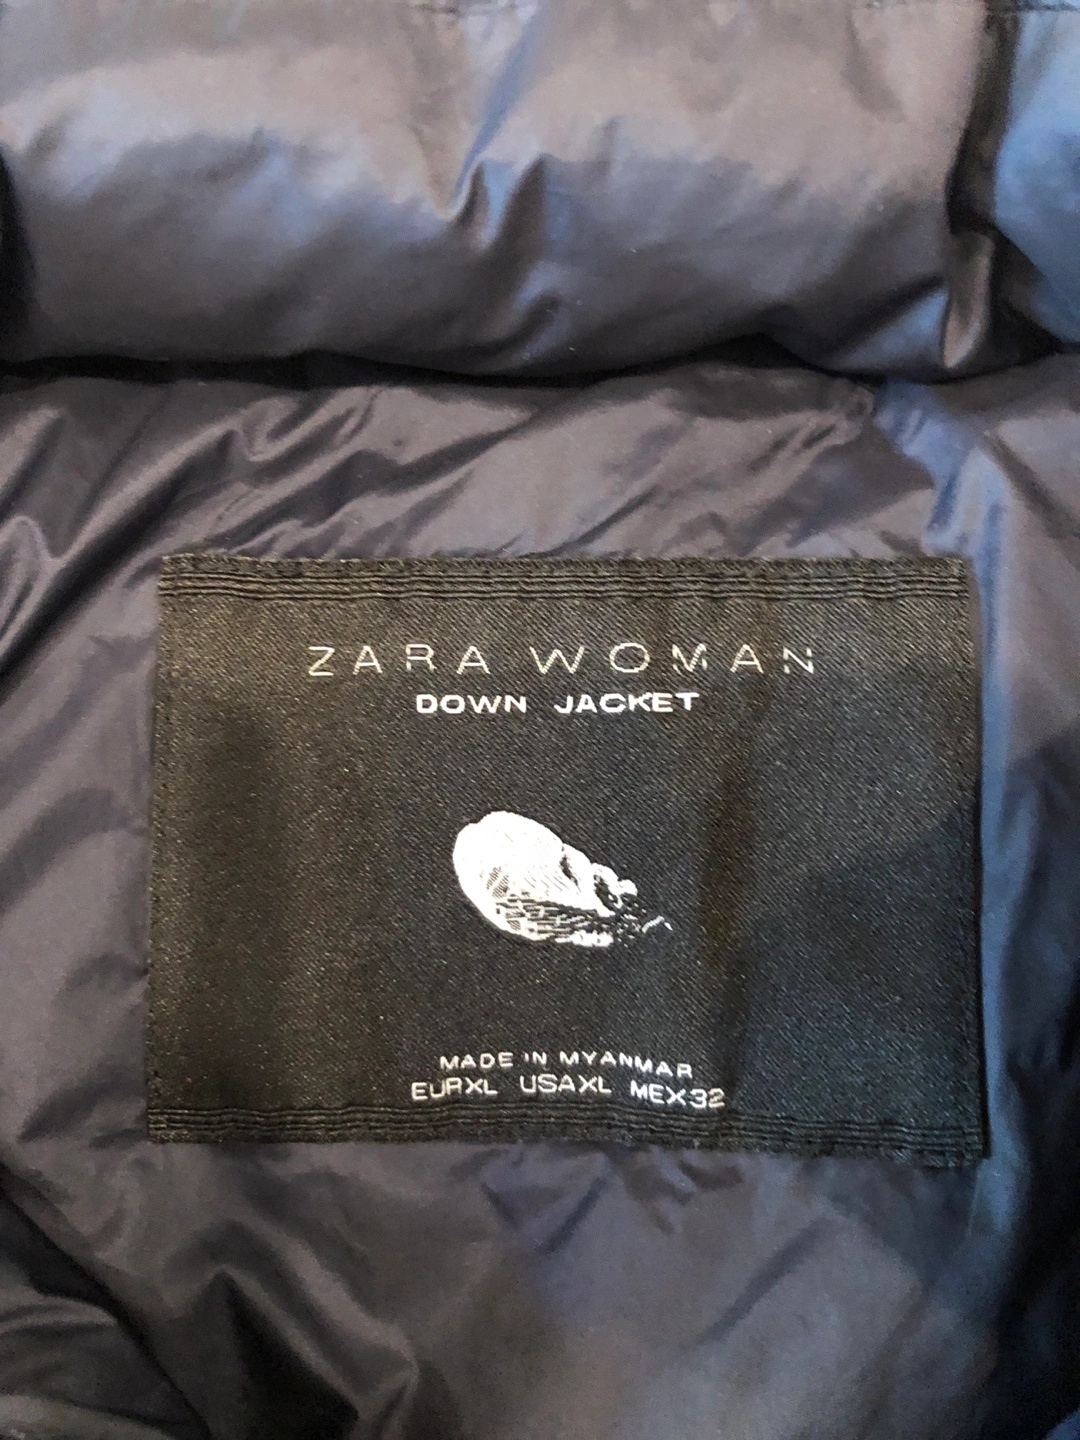 ZARA WOMAN
DOWN JACKET
MADE IN MYANMAR
EURXL USAXL MEX32